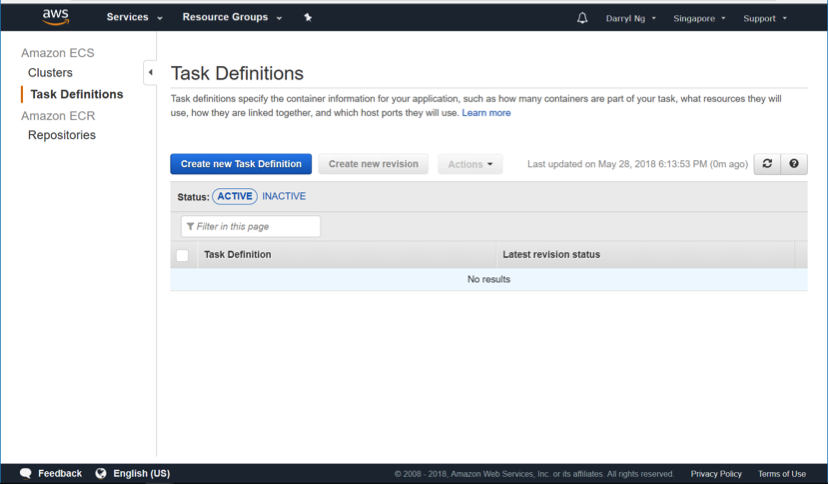 aws Services Resource Groups Darryl Ng Singapore Support
Amazon ECS
Clusters
Task Definitions
Amazon ECR
Repositories
Task Definitions
Task definitions specify the container information for your application, such as how many containers are part of your task, what resources they will
use, how they are linked together, and which host ports they will use. Learn more
Create new Task Definition Create new revision Actions Last updated on May 28, 2018 6:13:53 PM (0m ago)
Status: ACTIVE INACTIVE
Filter in this page
Task Definition Latest revision status
No results
Feedback English (US) © 2008 - 2018, Amazon Web Services, Inc. or its affiliates. All rights reserved. Privacy Policy Terms of Use